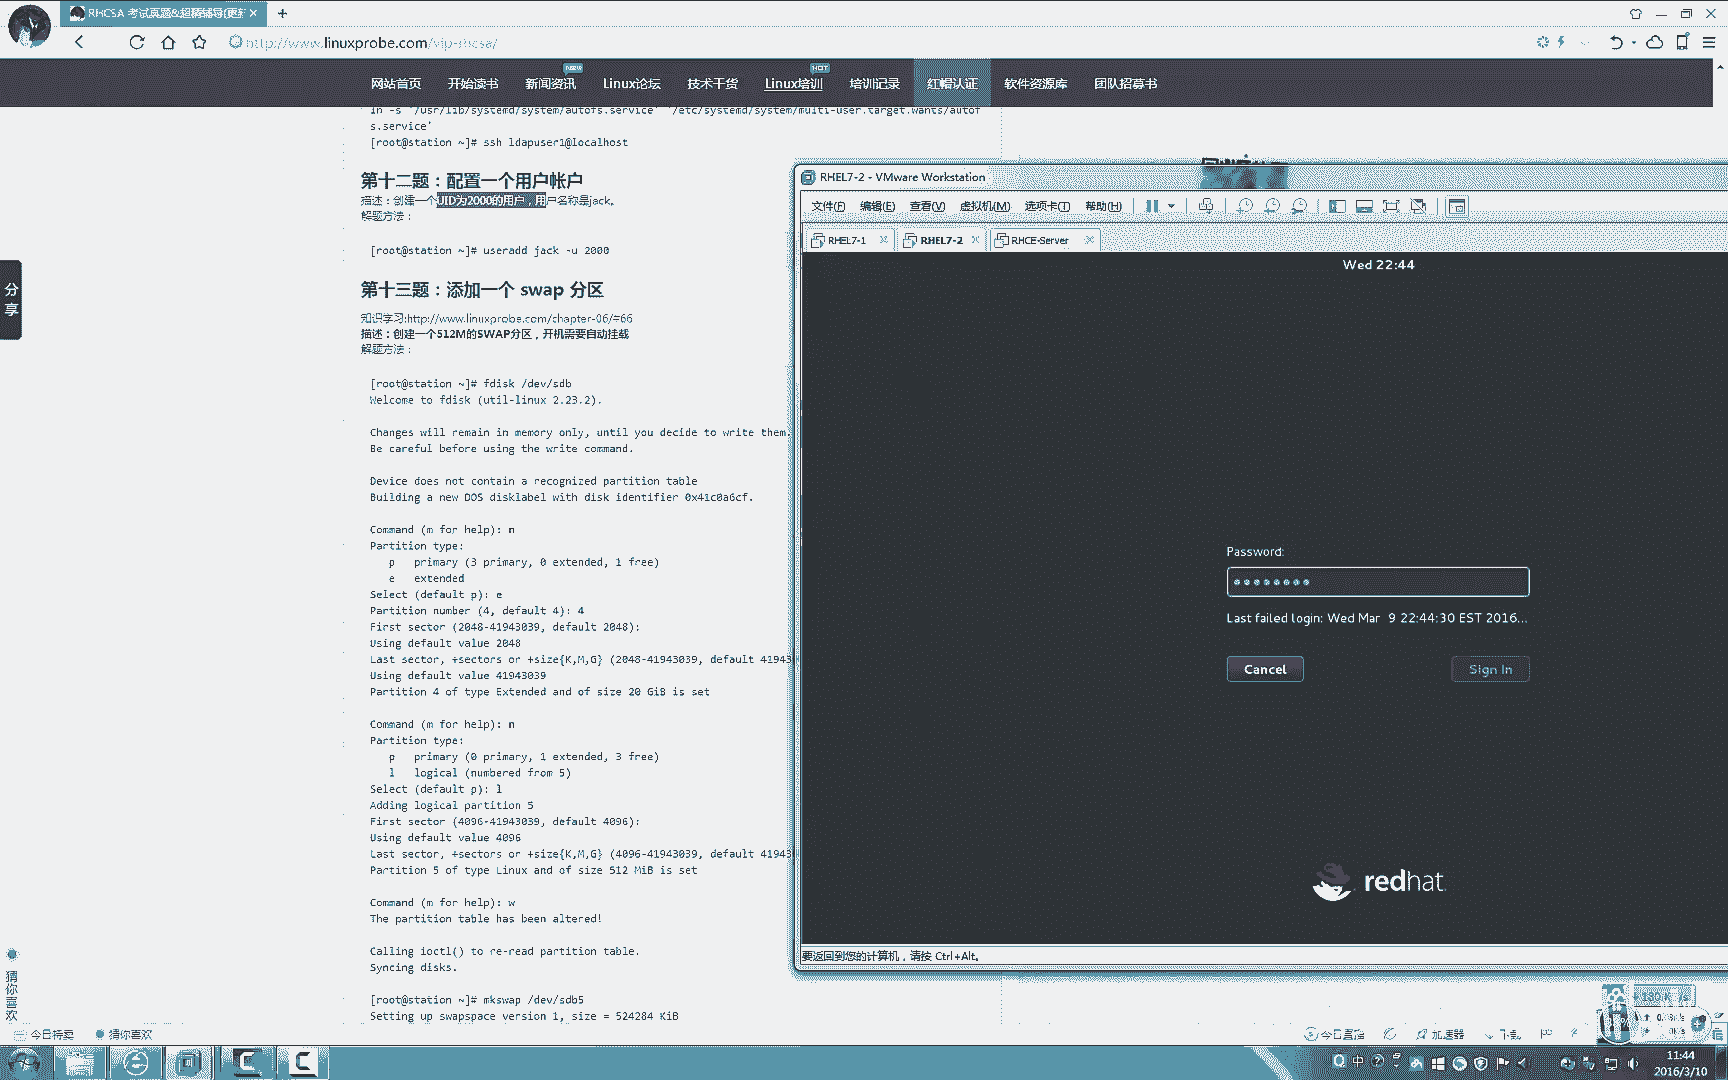 RHCSA 考试真题&超稳辅导(更新
http://www.linuxprobe.com/vip-rhcsa/
网站首页
开始读书
新闻资讯
NEW
Linux论坛
技术干货
Linux培训
HOT
培训记录
红帽认证
软件资源库
团队招募书
ln -s '/usr/lib/systemd/system/autofs.service' '/etc/systemd/system/multi-user.target.wants/autof
s.service'
[root@station ~]# ssh ldapuser1@localhost
第十二题：配置一个用户帐户
描述：创建一个UID为2000的用户，用户名称是jack。
解题方法：
[root@station ~]# useradd jack -u 2000
第十三题：添加一个 swap 分区
知识学习:http://www.linuxprobe.com/chapter-06/#66
描述：创建一个512M的SWAP分区，开机需要自动挂载
解题方法：
[root@station ~]# fdisk /dev/sdb
Welcome to fdisk (util-linux 2.23.2).
Changes will remain in memory only, until you decide to write them.
Be careful before using the write command.
Device does not contain a recognized partition table
Building a new DOS disklabel with disk identifier 0x41c0a6cf.
Command (m for help): n
Partition type:
p primary (3 primary, 0 extended, 1 free)
e extended
Select (default p): e
Partition number (4, default 4): 4
First sector (2048-41943039, default 2048):
Using default value 2048
Last sector, +sectors or +size{K,M,G} (2048-41943039, default 41943
Using default value 41943039
Partition 4 of type Extended and of size 20 GiB is set
Command (m for help): n
Partition type:
p primary (0 primary, 1 extended, 3 free)
l logical (numbered from 5)
Select (default p): l
Adding logical partition 5
First sector (4096-41943039, default 4096):
Using default value 4096
Last sector, +sectors or +size{K,M,G} (4096-41943039, default 41943
Partition 5 of type Linux and of size 512 MiB is set
Command (m for help): w
The partition table has been altered!
Calling ioctl() to re-read partition table.
Syncing disks.
[root@station ~]# mkswap /dev/sdb5
Setting up swapspace version 1, size = 524284 KiB
分享
猜你喜欢
RHEL7-2 - VMware Workstation
文件(F) 编辑(E) 查看(V) 虚拟机(M) 选项卡(T) 帮助(H)
RHEL7-1
RHEL7-2
RHCE-Server
Wed 22:44
Password:
Last failed login: Wed Mar 9 22:44:30 EST 2016...
Cancel
Sign In
redhat
要返回到您的计算机，请按 Ctrl+Alt。
今日特卖
猜你喜欢
今日直播
加速器
下载
中
11:44
2016/3/10